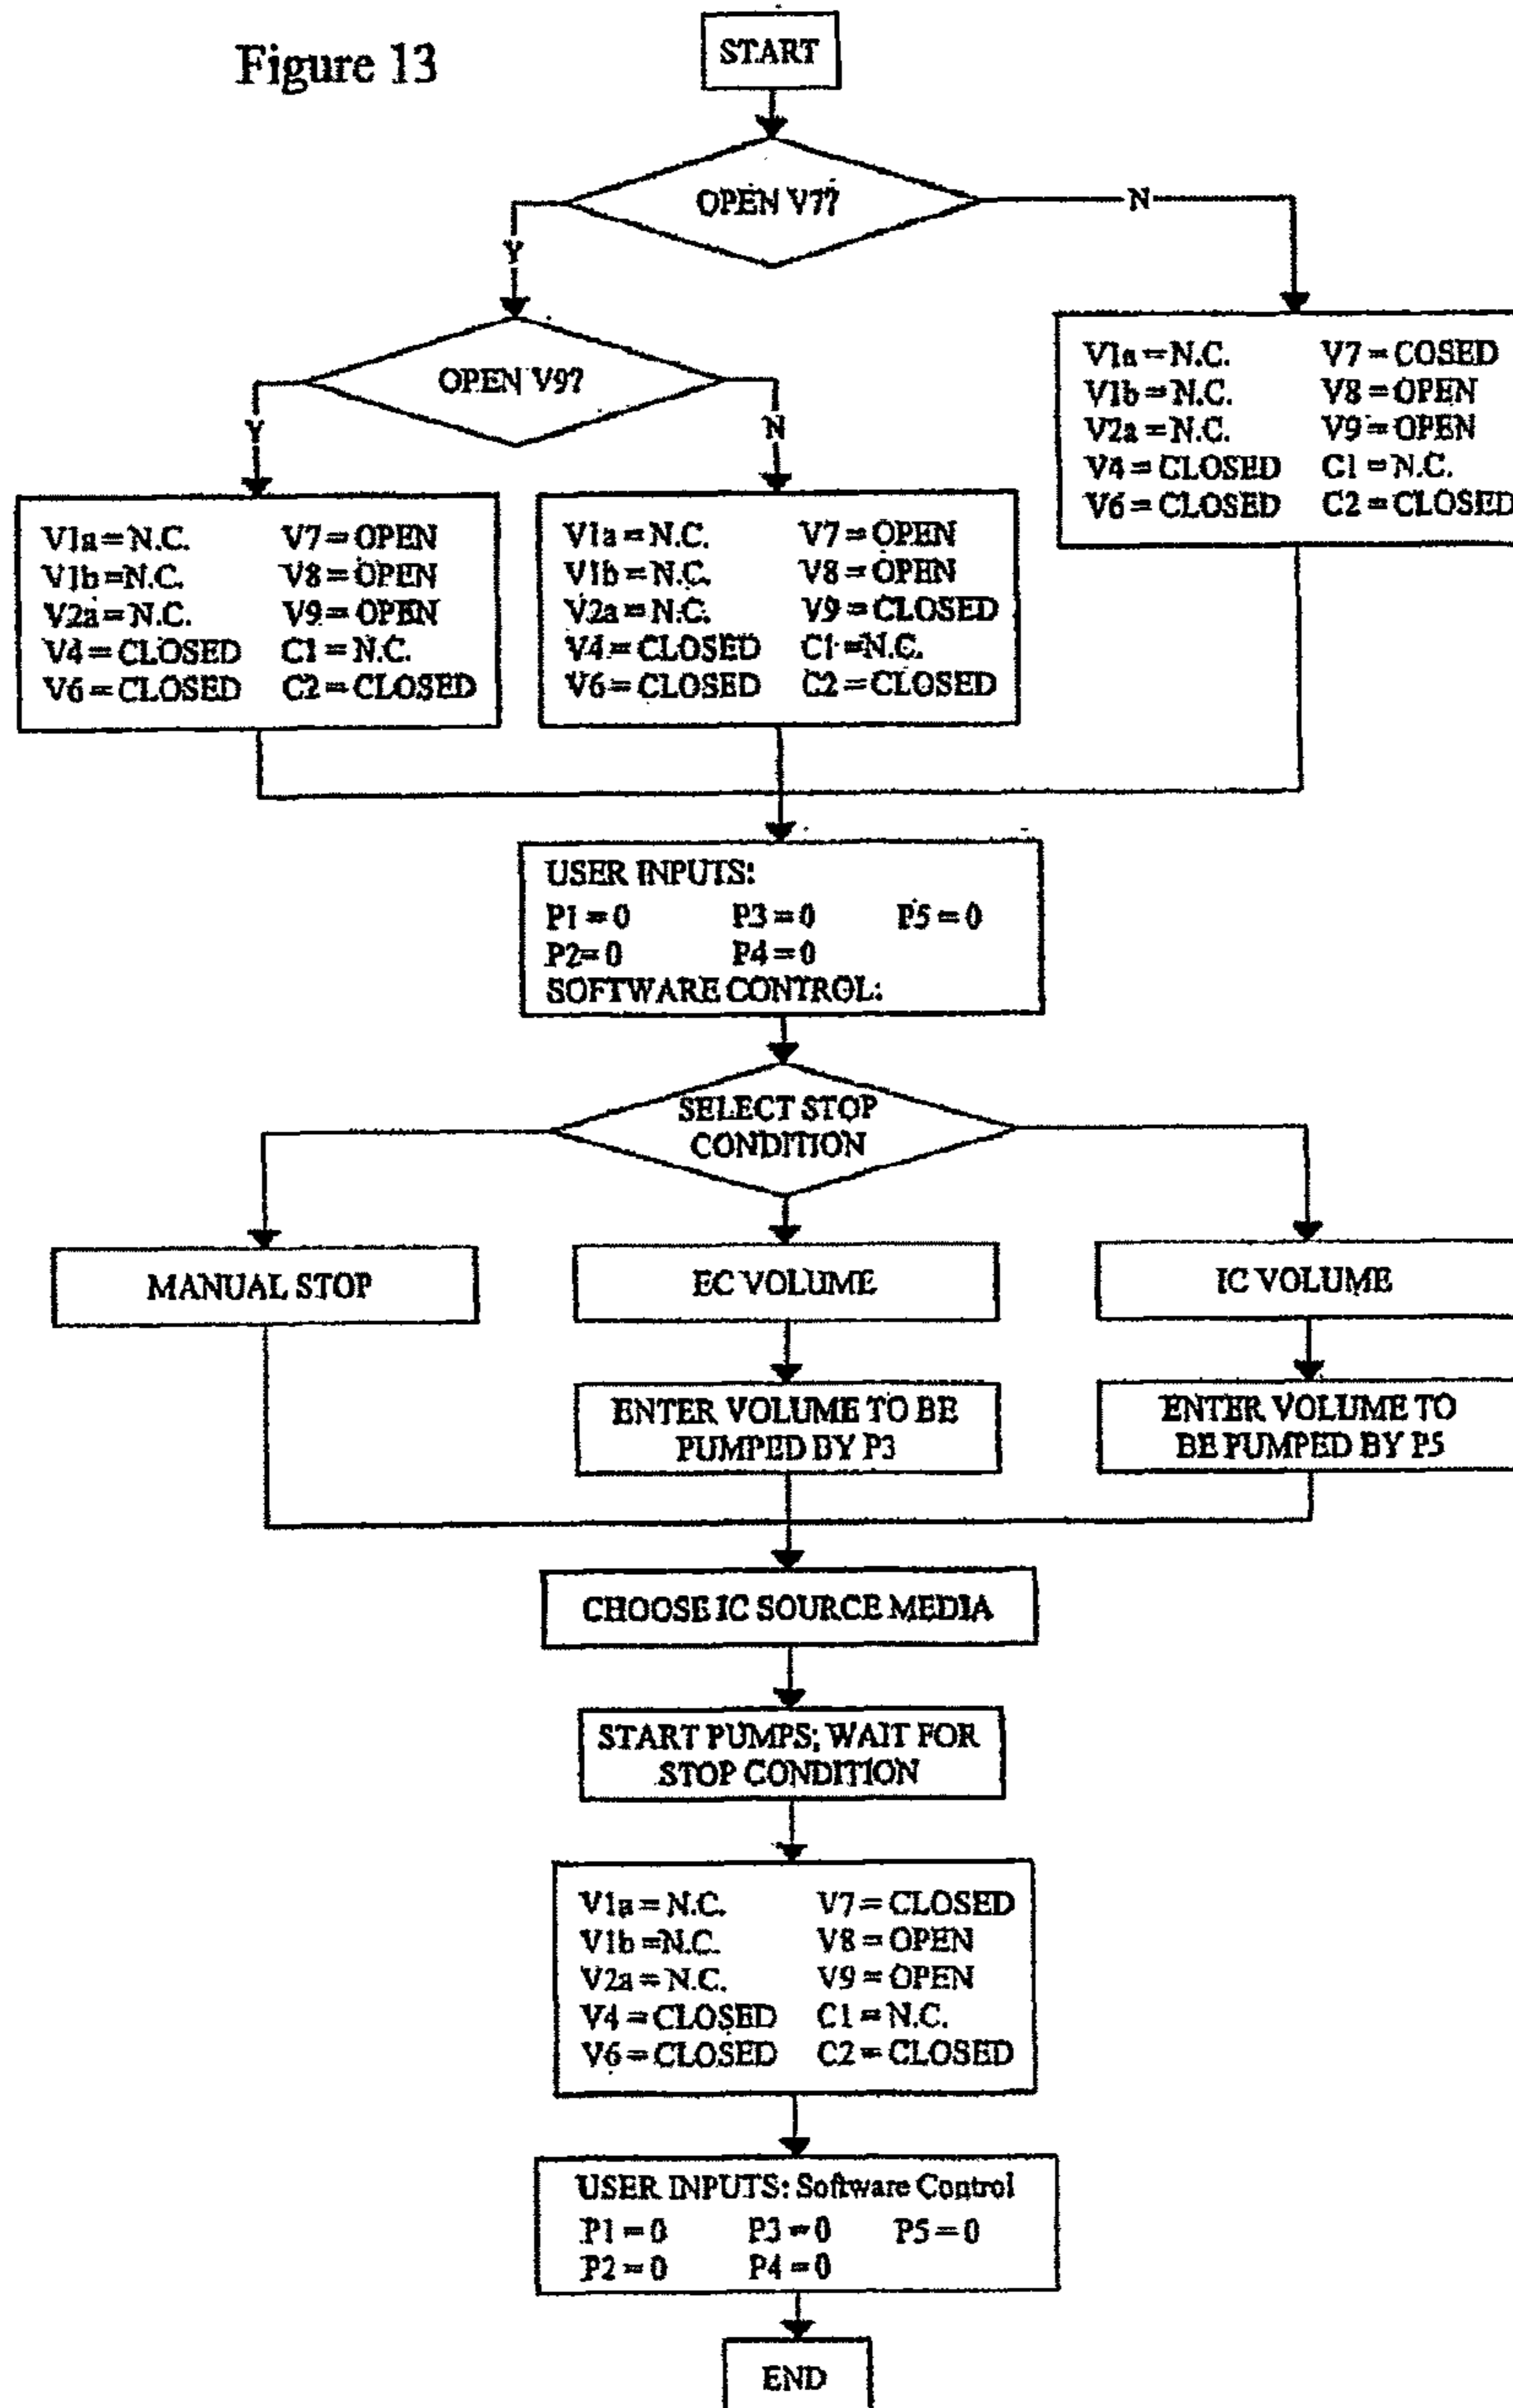 Figure 13
START
OPEN V7?
N
Y
OPEN V9?
Y
N
V1a = N.C. V7 = COSED
V1b = N.C. V8 = OPEN
V2a = N.C. V9 = OPEN
V4 = CLOSED C1 = N.C.
V6 = CLOSED C2 = CLOSED
V1a = N.C. V7 = OPEN
V1b = N.C. V8 = OPEN
V2a = N.C. V9 = OPEN
V4 = CLOSED C1 = N.C.
V6 = CLOSED C2 = CLOSED
V1a = N.C. V7 = OPEN
V1b = N.C. V8 = OPEN
V2a = N.C. V9 = CLOSED
V4 = CLOSED C1 = N.C.
V6 = CLOSED C2 = CLOSED
USER INPUTS:
P1 = 0 P3 = 0 P5 = 0
P2 = 0 P4 = 0
SOFTWARE CONTROL:
SELECT STOP
CONDITION
MANUAL STOP
EC VOLUME
IC VOLUME
ENTER VOLUME TO BE
PUMPED BY P3
ENTER VOLUME TO
BE PUMPED BY P5
CHOOSE IC SOURCE MEDIA
START PUMPS; WAIT FOR
STOP CONDITION
V1a = N.C. V7 = CLOSED
V1b = N.C. V8 = OPEN
V2a = N.C. V9 = OPEN
V4 = CLOSED C1 = N.C.
V6 = CLOSED C2 = CLOSED
USER INPUTS: Software Control
P1 = 0 P3 = 0 P5 = 0
P2 = 0 P4 = 0
END